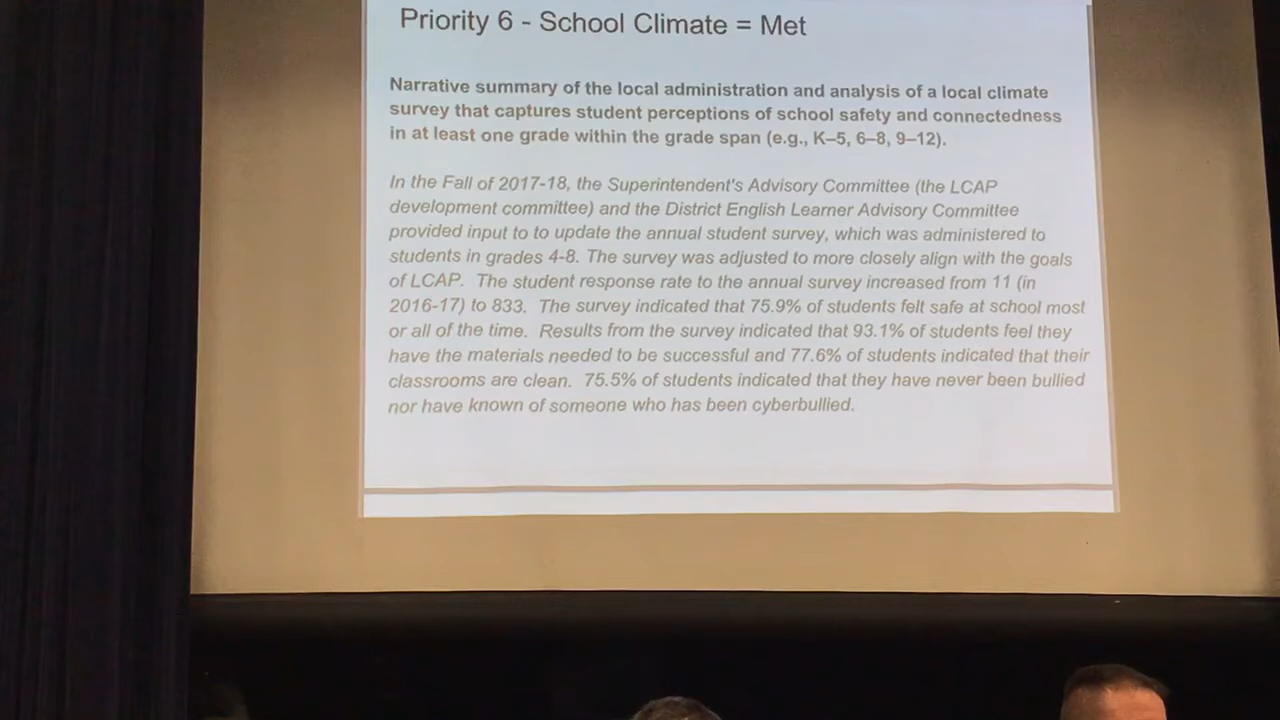 Priority 6 - School Climate = Met
Narrative summary of the local administration and analysis of a local climate
survey that captures student perceptions of school safety and connectedness
in at least one grade within the grade span (e.g., K–5, 6–8, 9–12).
In the Fall of 2017-18, the Superintendent's Advisory Committee (the LCAP
development committee) and the District English Learner Advisory Committee
provided input to to update the annual student survey, which was administered to
students in grades 4-8. The survey was adjusted to more closely align with the goals
of LCAP. The student response rate to the annual survey increased from 11 (in
2016-17) to 833. The survey indicated that 75.9% of students felt safe at school most
or all of the time. Results from the survey indicated that 93.1% of students feel they
have the materials needed to be successful and 77.6% of students indicated that their
classrooms are clean. 75.5% of students indicated that they have never been bullied
nor have known of someone who has been cyberbullied.